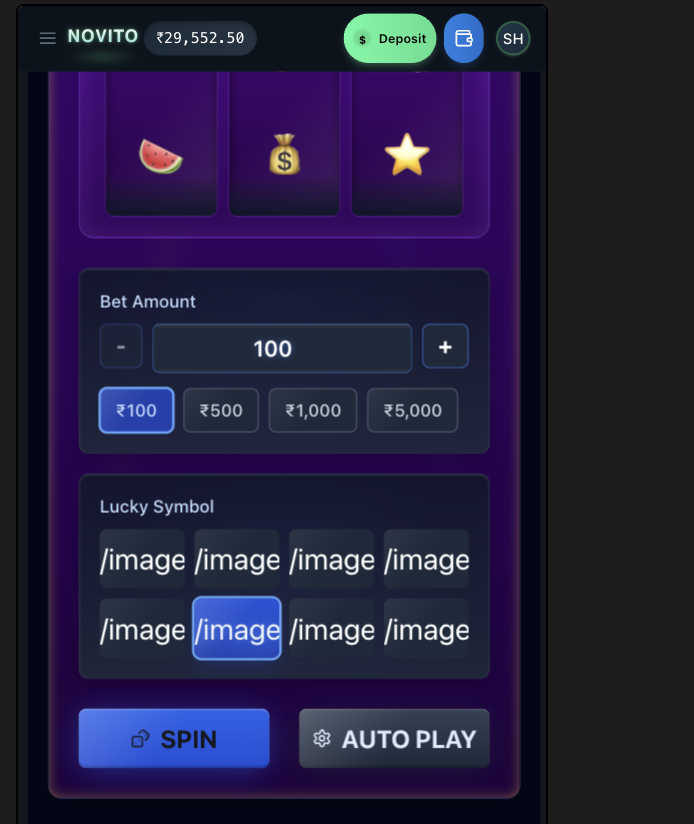 NOVITO
₹29,552.50
$ Deposit
SH
$
Bet Amount
- 100 +
₹100 ₹500 ₹1,000 ₹5,000
Lucky Symbol
/image /image /image /image
/image /image /image /image
SPIN AUTO PLAY